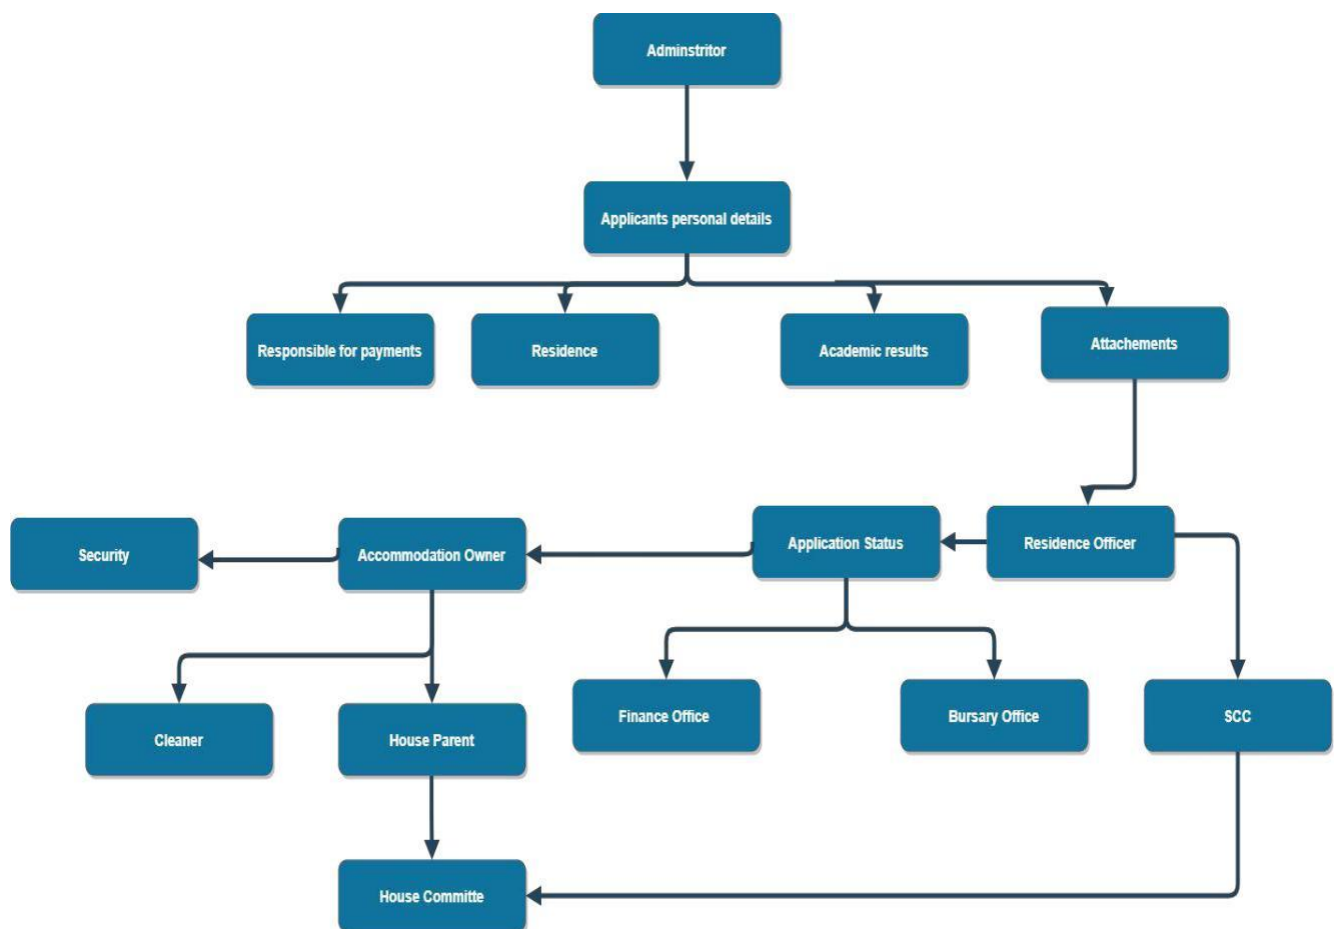 Adminstritor
Applicants personal details
Responsible for payments
Residence
Academic results
Attachements
Security
Accommodation Owner
Application Status
Residence Officer
Cleaner
House Parent
Finance Office
Bursary Office
SCC
House Committe